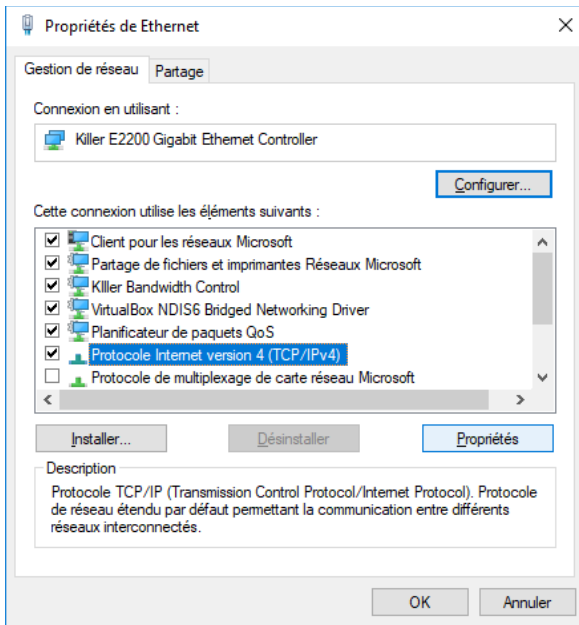 Propriétés de Ethernet
Gestion de réseau
Partage
Connexion en utilisant :
Killer E2200 Gigabit Ethernet Controller
Configurer...
Cette connexion utilise les éléments suivants :
Client pour les réseaux Microsoft
Partage de fichiers et imprimantes Réseaux Microsoft
KIller Bandwidth Control
VirtualBox NDIS6 Bridged Networking Driver
Planificateur de paquets QoS
Protocole Internet version 4 (TCP/IPv4)
Protocole de multiplexage de carte réseau Microsoft
Installer...
Désinstaller
Propriétés
Description
Protocole TCP/IP (Transmission Control Protocol/Internet Protocol). Protocole
de réseau étendu par défaut permettant la communication entre différents
réseaux interconnectés.
OK
Annuler